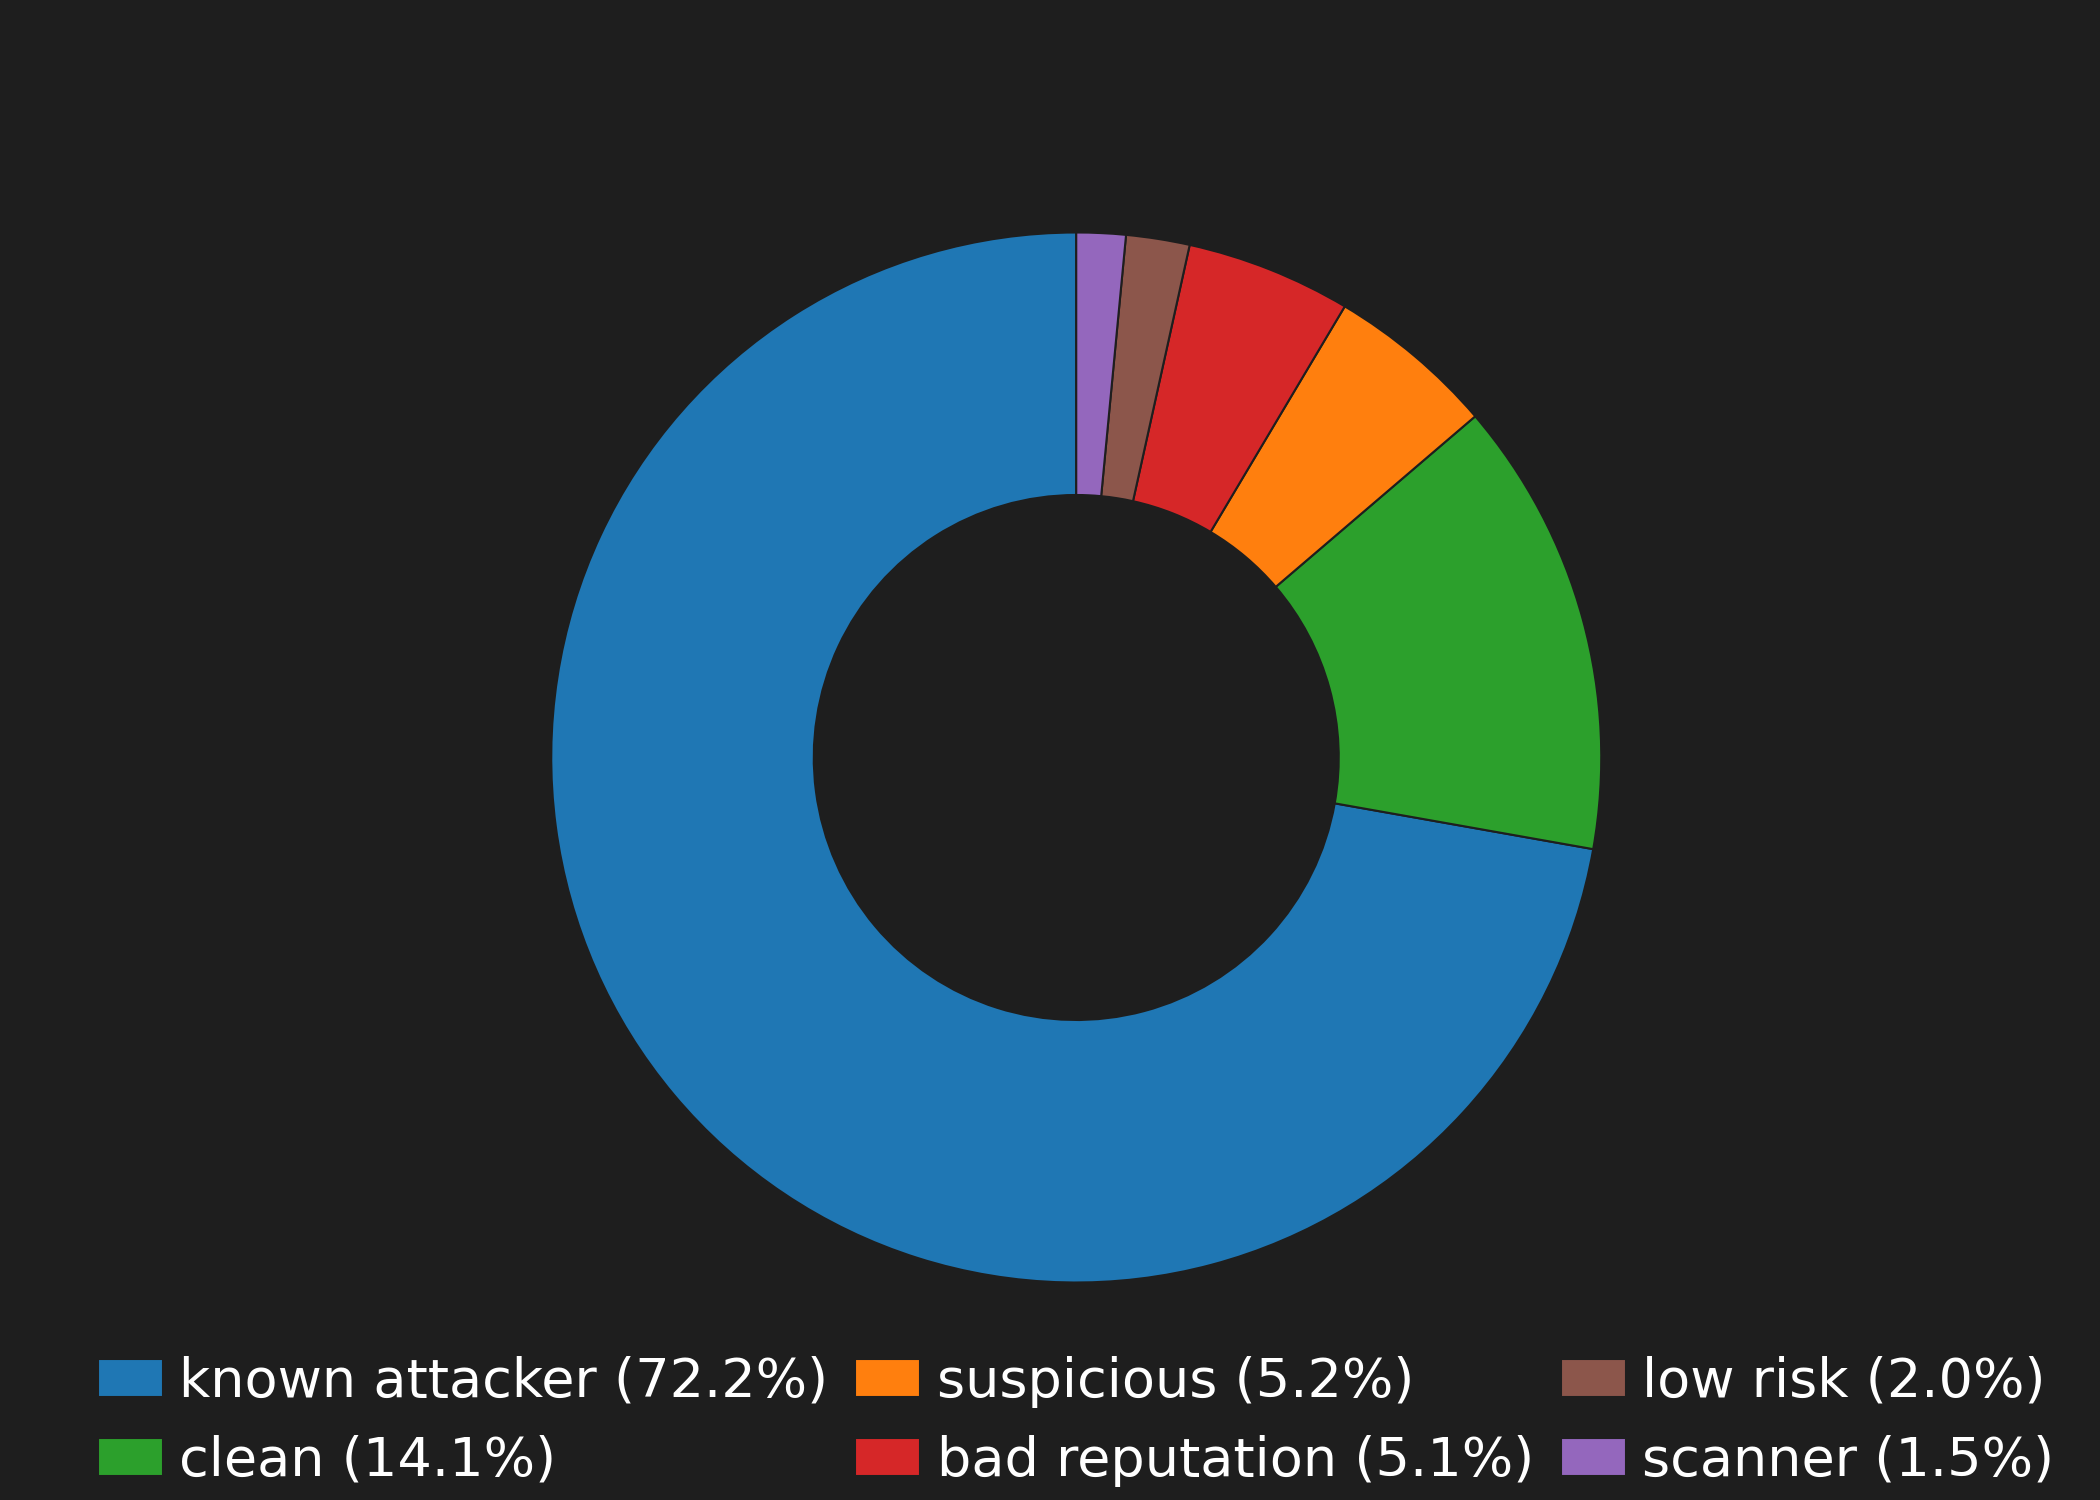 known attacker (72.2%)
clean (14.1%)
suspicious (5.2%)
bad reputation (5.1%)
low risk (2.0%)
scanner (1.5%)